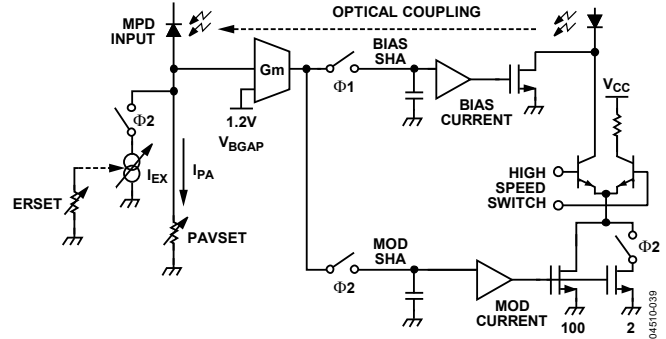 MPD
INPUT
OPTICAL COUPLING
Gm
Φ1
BIAS
SHA
BIAS
CURRENT
VCC
Φ2
1.2V
VBGAP
IEX
IPA
HIGH
SPEED
SWITCH
ERSET
PAVSET
MOD
SHA
Φ2
Φ2
MOD
CURRENT
100
2
04510-039